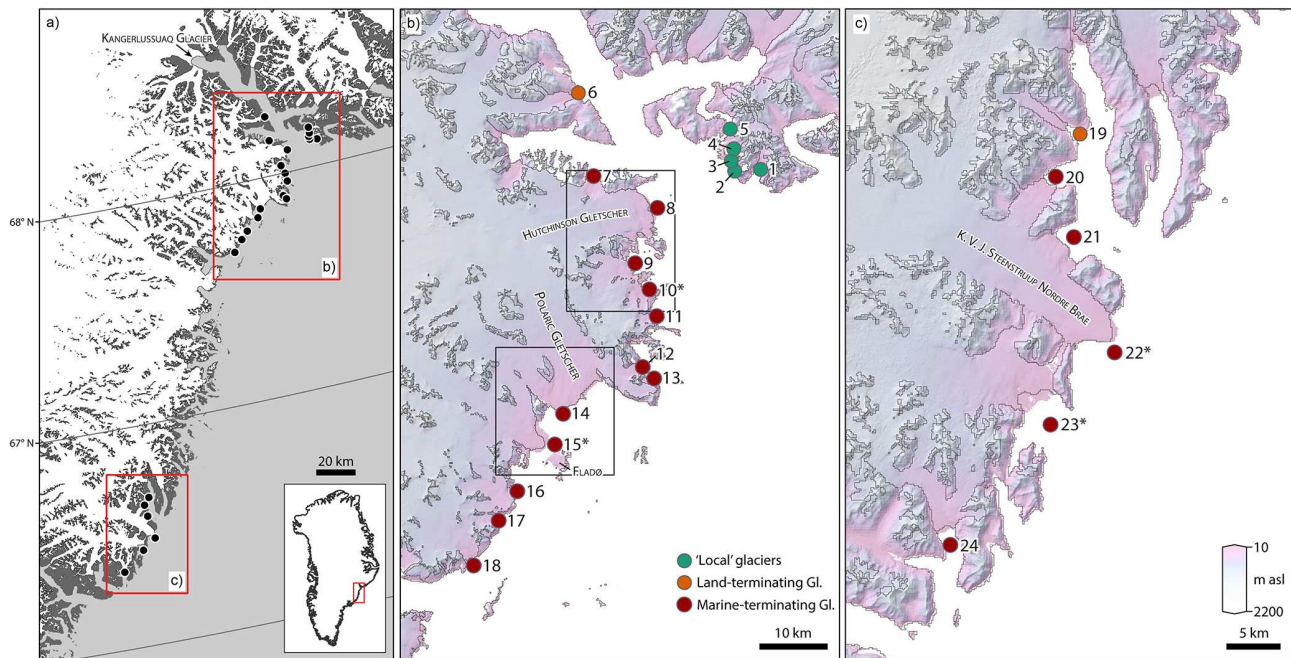 a)
Kangerlussuaq Glacier
b)
68° N
67° N
20 km
c)
b)
6
5
4
3
2
1
7
8
Hutchinson Gletscher
9
10*
11
Polaric Gletscher
12
13
14
15*
Fladø
16
17
18
'Local' glaciers
Land-terminating Gl.
Marine-terminating Gl.
10 km
c)
19
20
21
K. V. J. Steenstruup Nordre Brae
22*
23*
24
10
m asl
2200
5 km